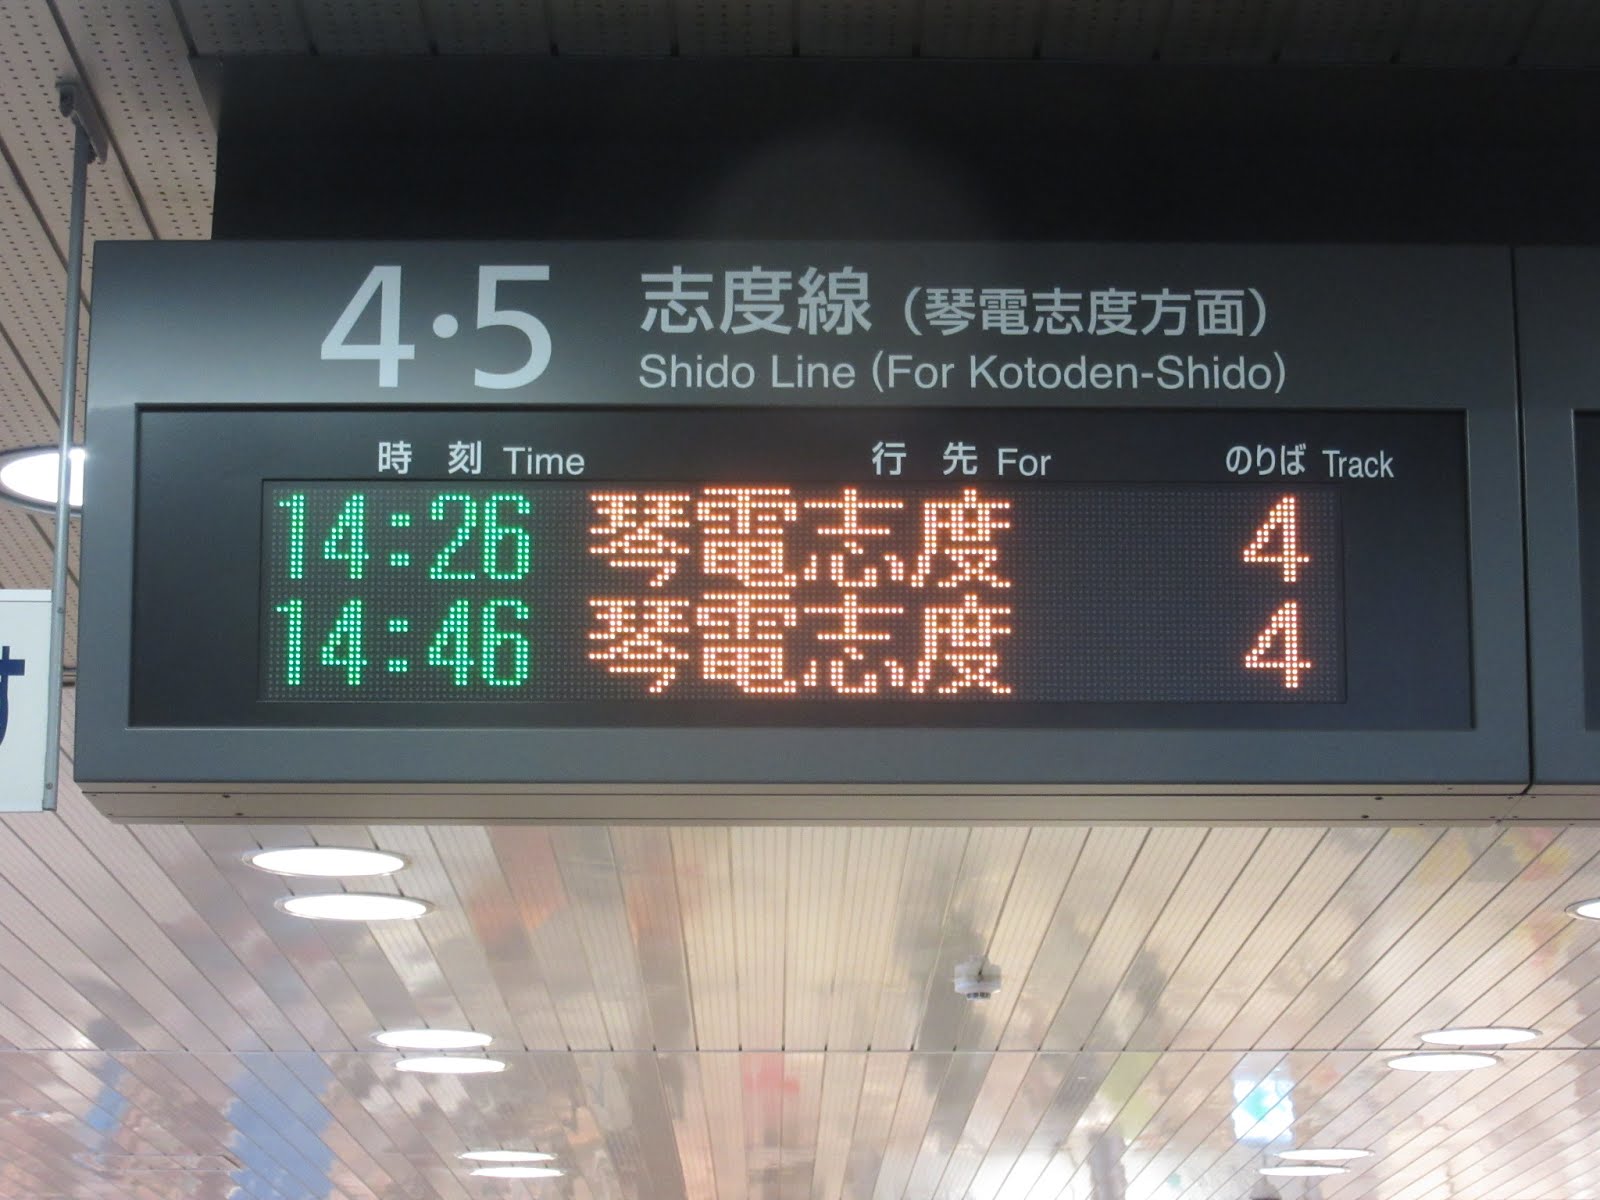 4・5 志度線（琴電志度方面）
Shido Line (For Kotoden-Shido)
時 刻 Time 行 先 For のりば Track
14:26 琴電志度 4
14:46 琴電志度 4